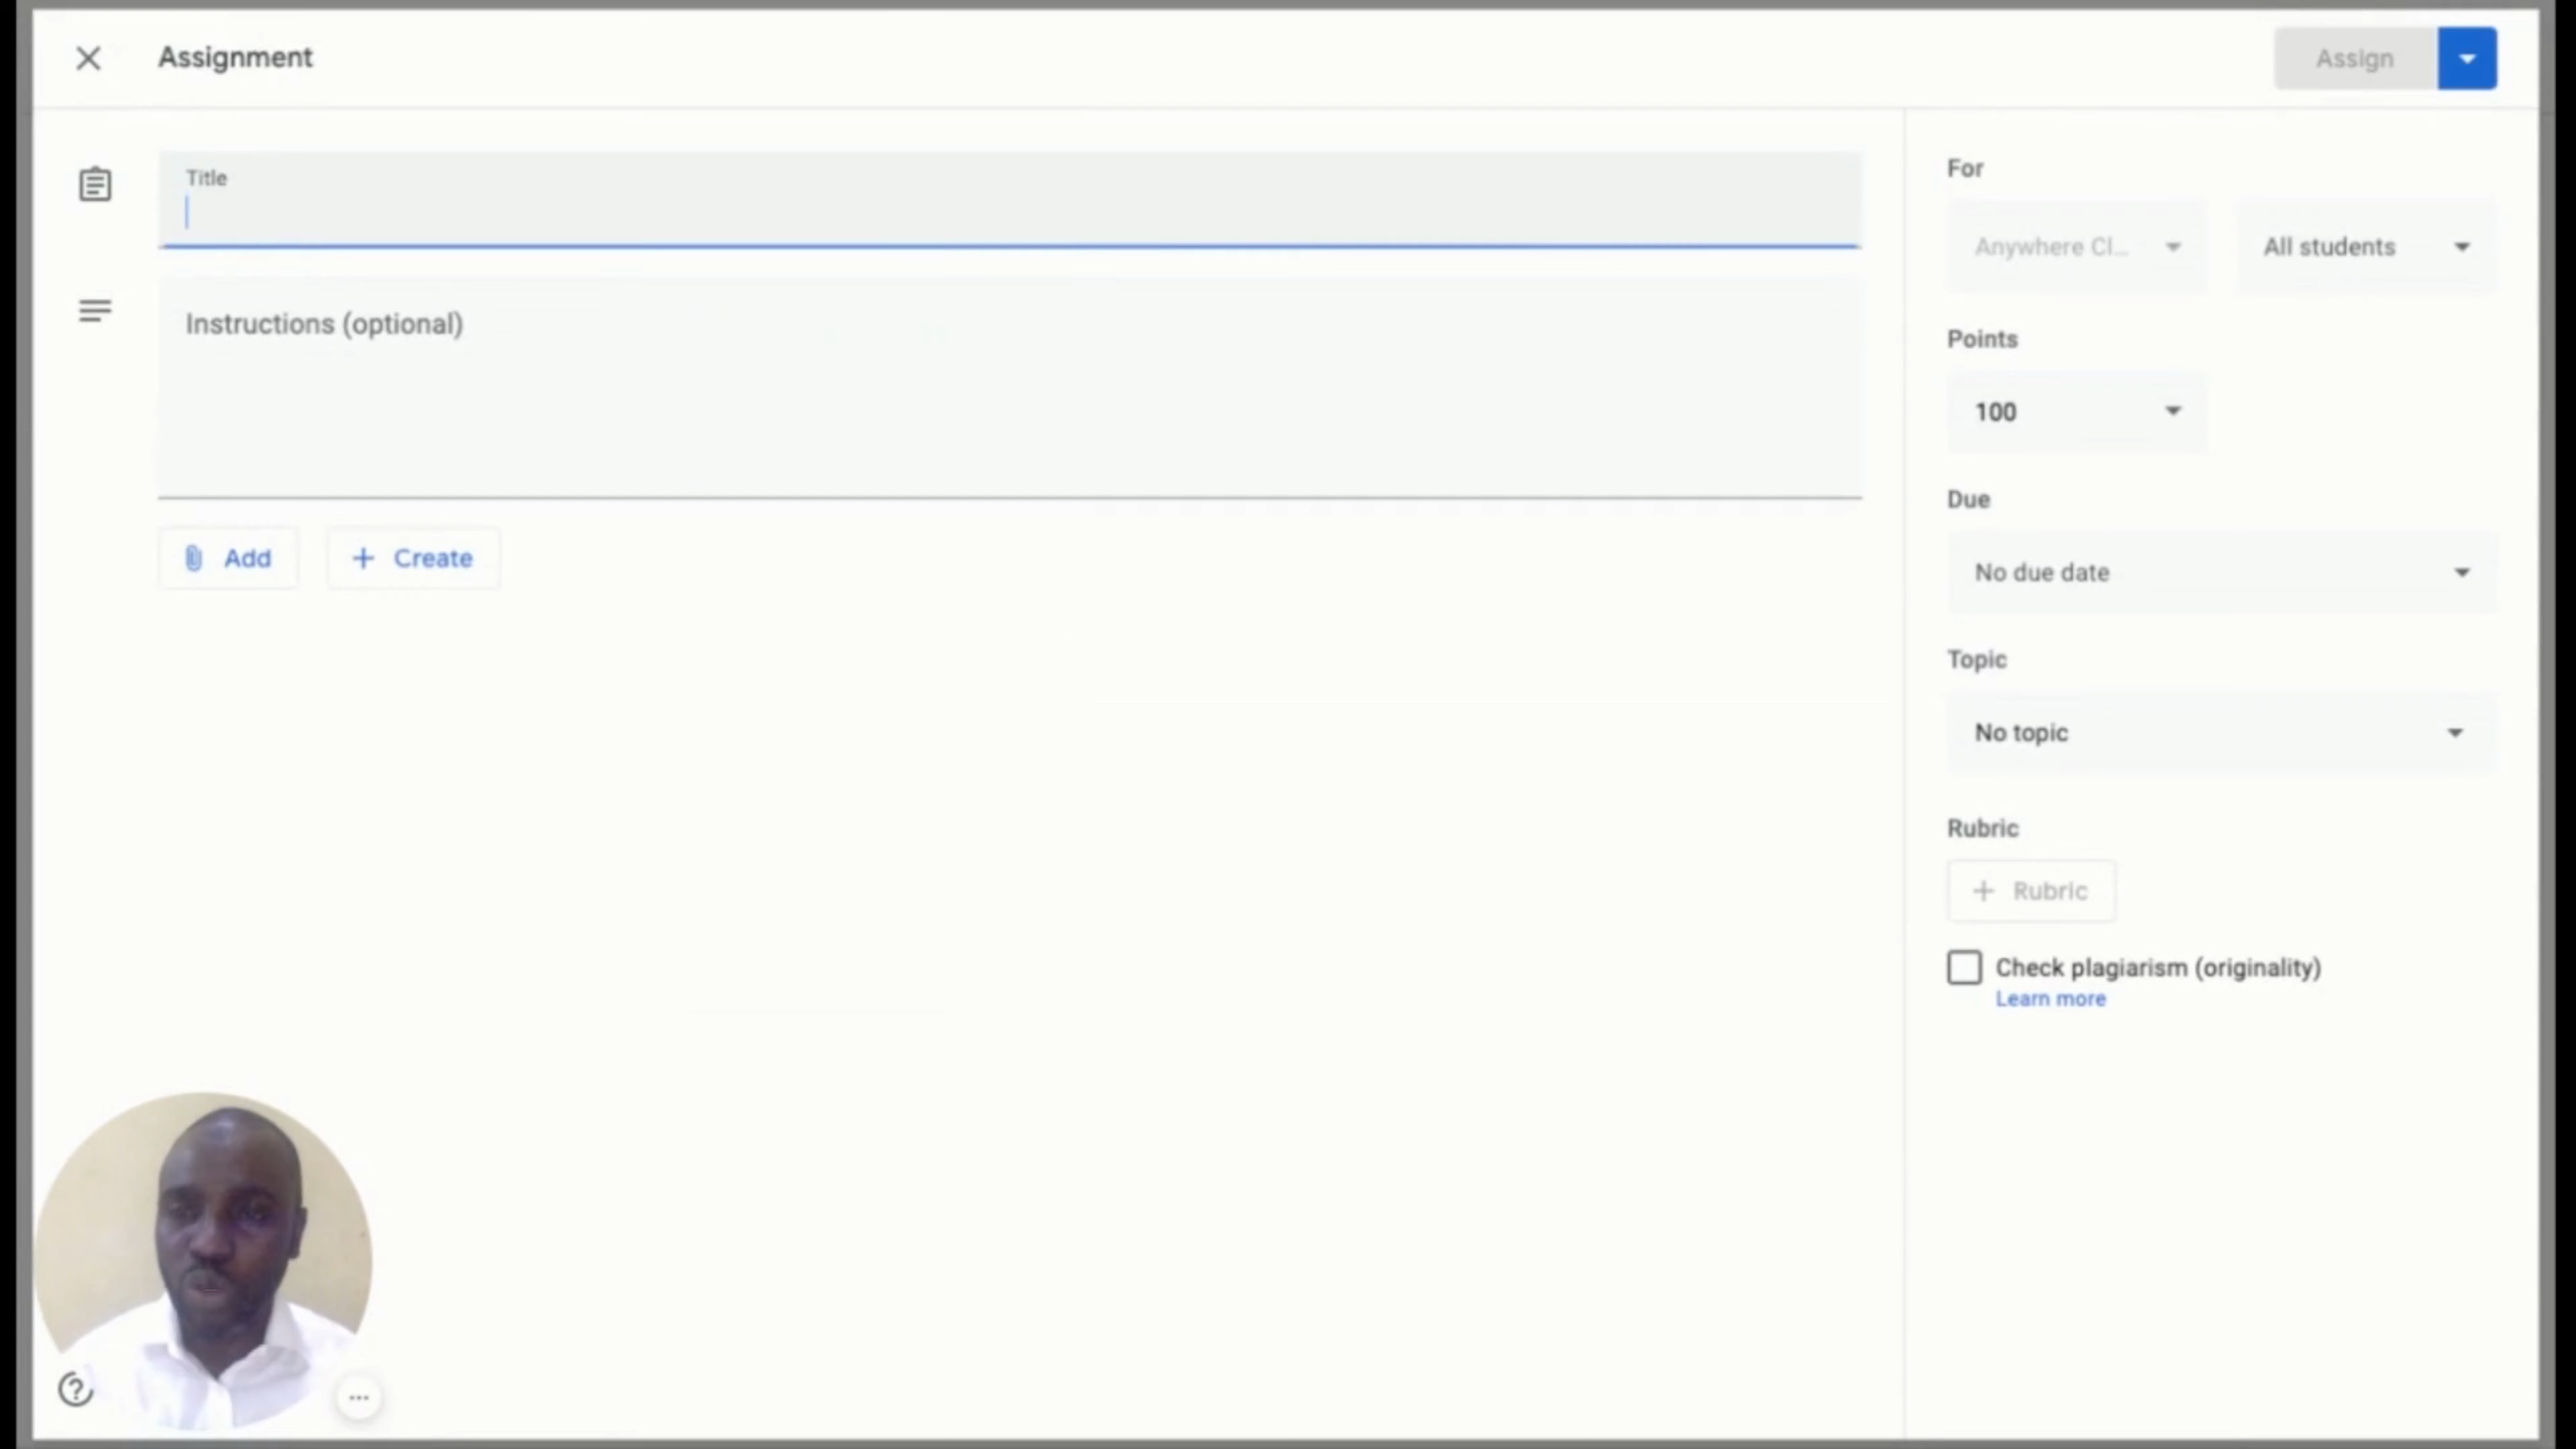 Assignment
Assign
Title
Instructions (optional)
Add
Create
For
Anywhere Cl...
All students
Points
100
Due
No due date
Topic
No topic
Rubric
+ Rubric
Check plagiarism (originality)
Learn more